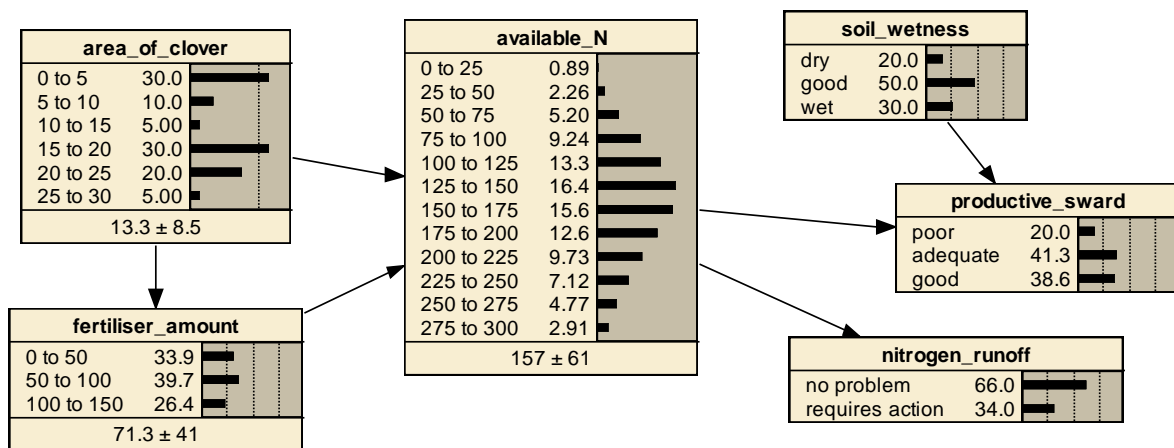 area_of_clover
0 to 5 30.0
5 to 10 10.0
10 to 15 5.00
15 to 20 30.0
20 to 25 20.0
25 to 30 5.00
13.3 ± 8.5
fertiliser_amount
0 to 50 33.9
50 to 100 39.7
100 to 150 26.4
71.3 ± 41
available_N
0 to 25 0.89
25 to 50 2.26
50 to 75 5.20
75 to 100 9.24
100 to 125 13.3
125 to 150 16.4
150 to 175 15.6
175 to 200 12.6
200 to 225 9.73
225 to 250 7.12
250 to 275 4.77
275 to 300 2.91
157 ± 61
soil_wetness
dry 20.0
good 50.0
wet 30.0
productive_sward
poor 20.0
adequate 41.3
good 38.6
nitrogen_runoff
no problem 66.0
requires action 34.0